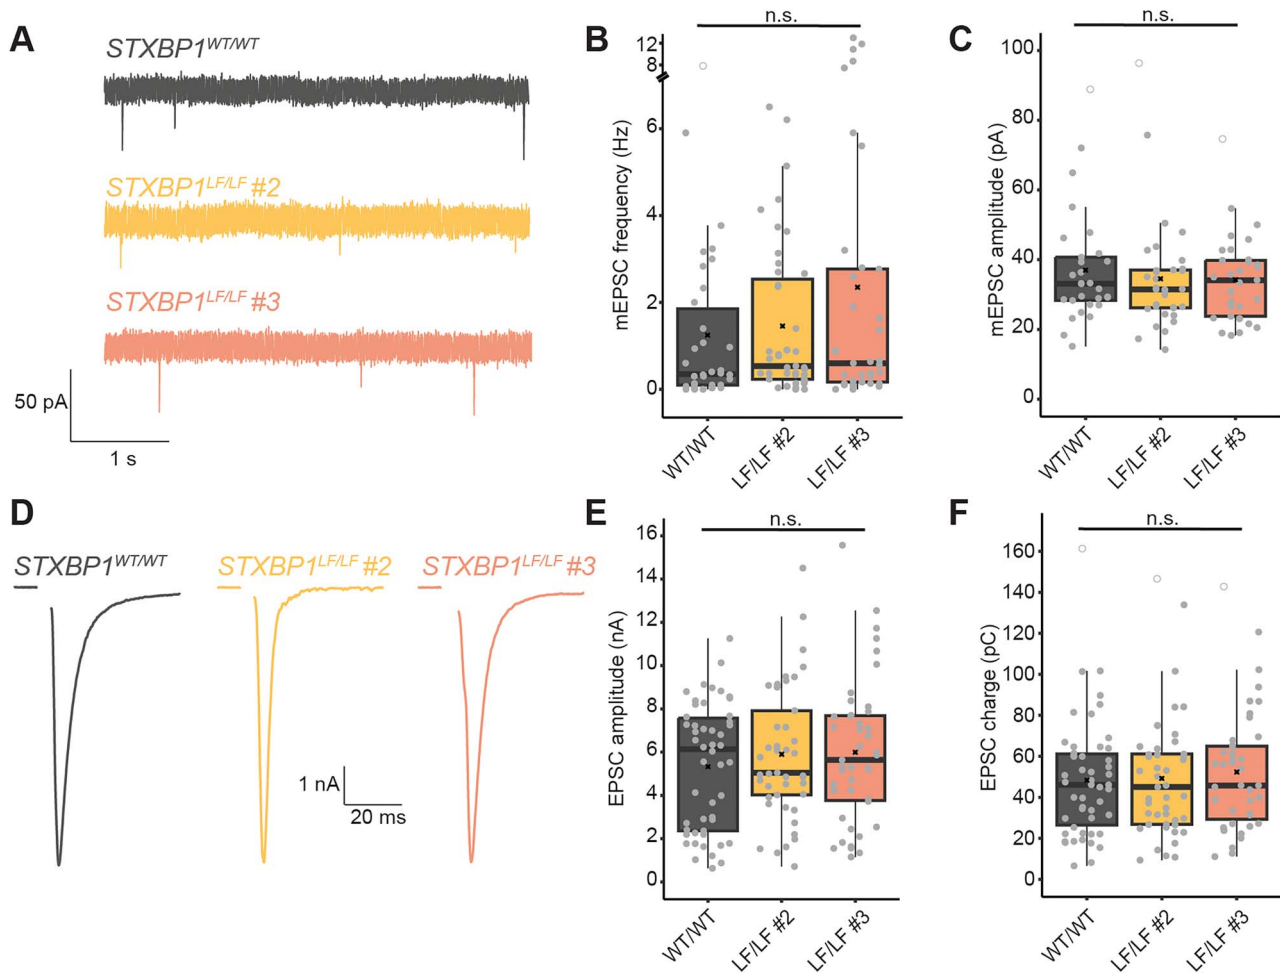 A
STXBP1WT/WT
STXBP1LF/LF #2
STXBP1LF/LF #3
50 pA
1 s
B
n.s.
mEPSC frequency (Hz)
12
8
6
4
2
0
WT/WT
LF/LF #2
LF/LF #3
C
n.s.
mEPSC amplitude (pA)
100
80
60
40
20
0
WT/WT
LF/LF #2
LF/LF #3
D
STXBP1WT/WT
STXBP1LF/LF #2
STXBP1LF/LF #3
1 nA
20 ms
E
n.s.
EPSC amplitude (nA)
16
14
12
10
8
6
4
2
0
WT/WT
LF/LF #2
LF/LF #3
F
n.s.
EPSC charge (pC)
160
140
120
100
80
60
40
20
0
WT/WT
LF/LF #2
LF/LF #3